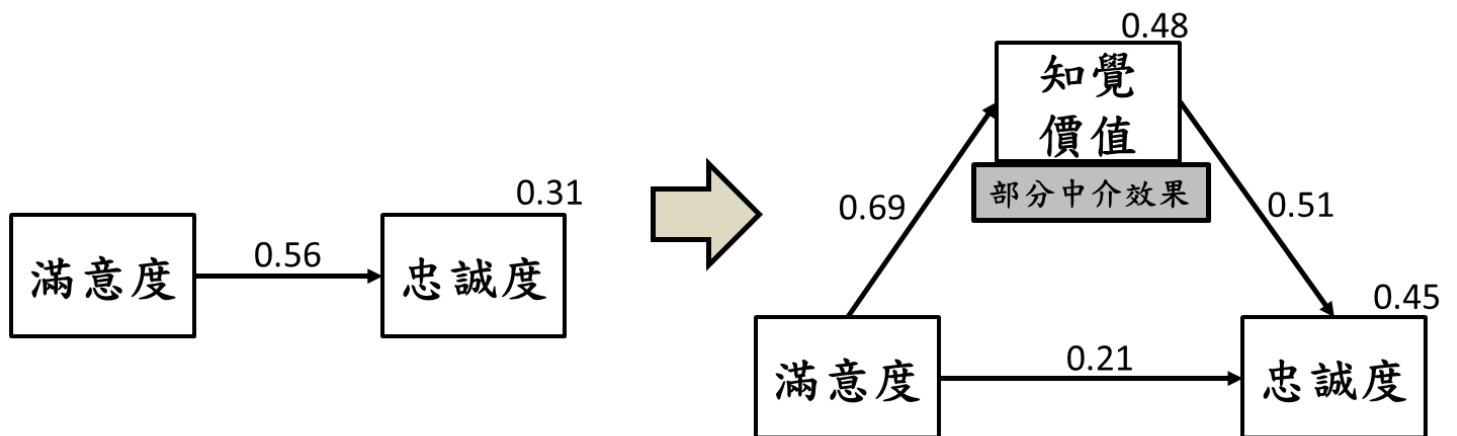 0.31
滿意度
0.56
忠誠度
0.48
知覺
價值
部分中介效果
0.69
0.51
0.45
滿意度
0.21
忠誠度